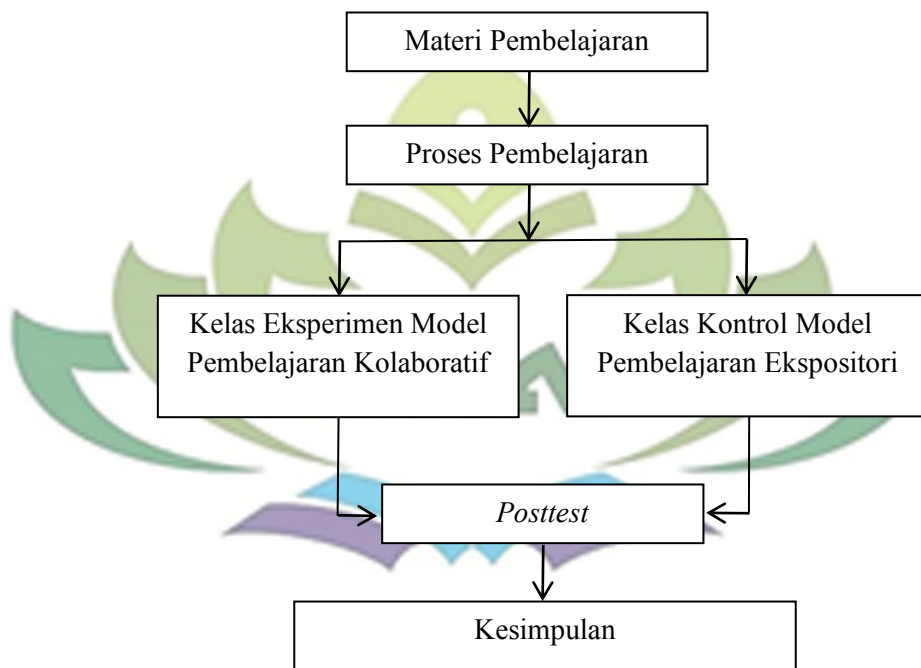 Materi Pembelajaran
Proses Pembelajaran
Kelas Eksperimen Model
Pembelajaran Kolaboratif
Kelas Kontrol Model
Pembelajaran Ekspositori
Posttest
Kesimpulan